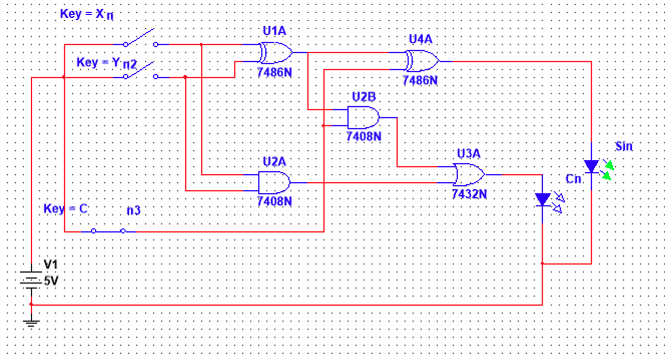 Key = Xn
U1A
U4A
Key = Y n2
7486N
7486N
U2B
7408N
Sin
U2A
U3A
Cn
7408N
7432N
Key = C n3
V1
5V